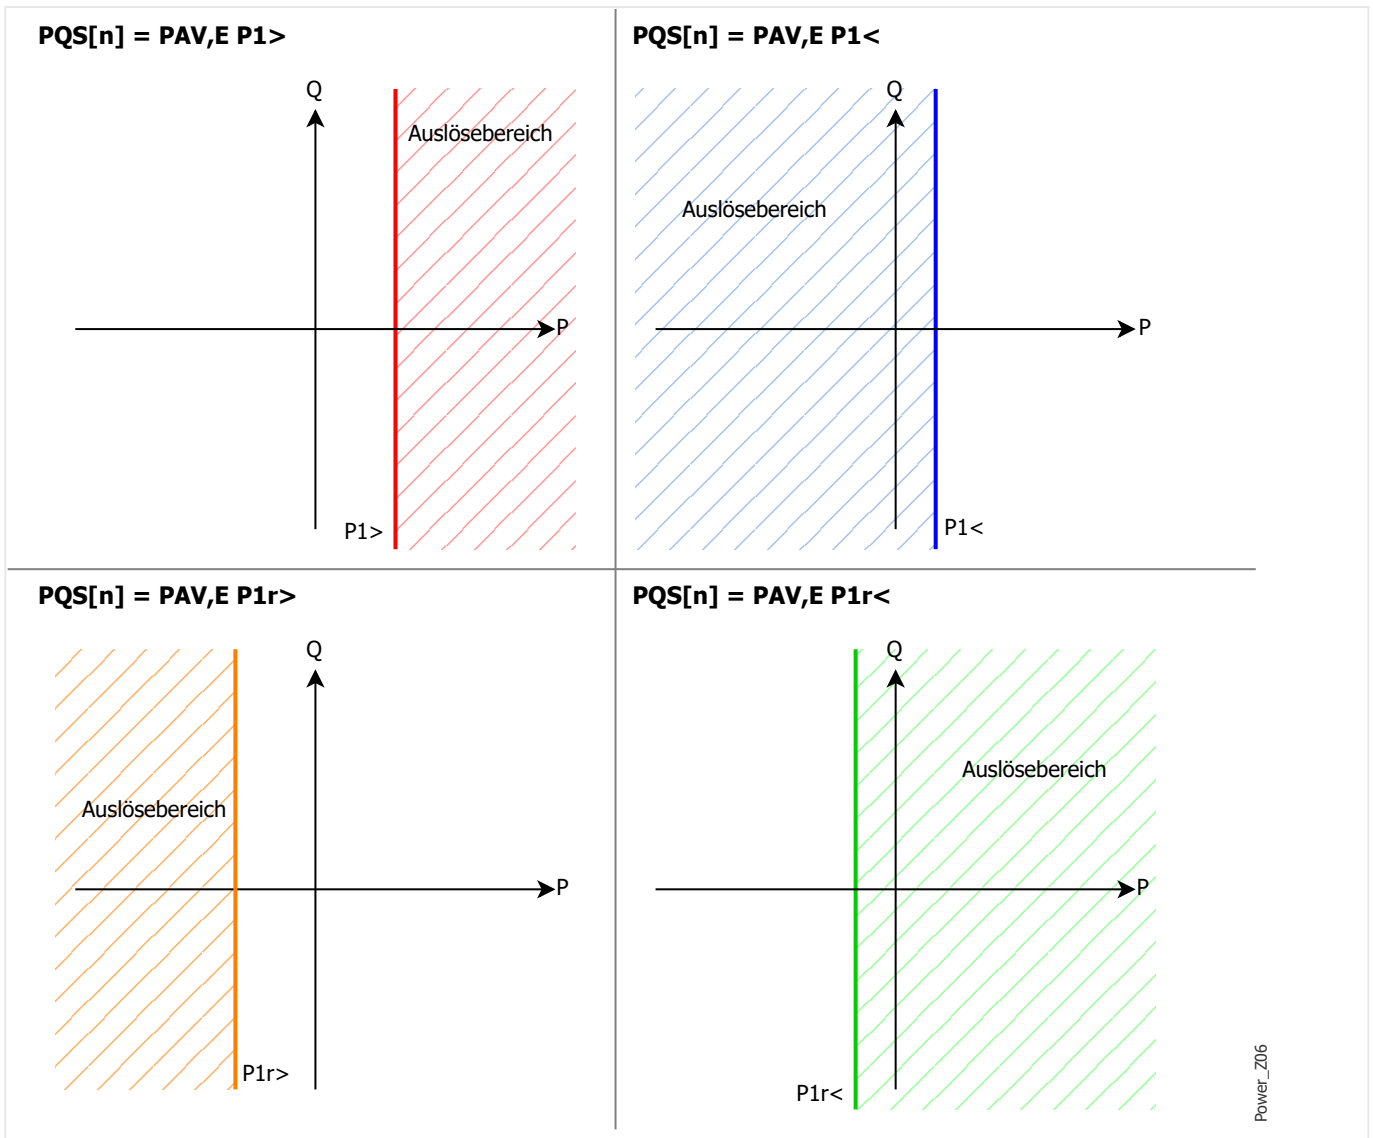 PQS[n] = PAV,E P1>
Q
Auslösebereich
P
P1>
PQS[n] = PAV,E P1<
Q
Auslösebereich
P
P1<
PQS[n] = PAV,E P1r>
Q
Auslösebereich
P
P1r>
PQS[n] = PAV,E P1r<
Q
Auslösebereich
P
P1r<
Power_Z06